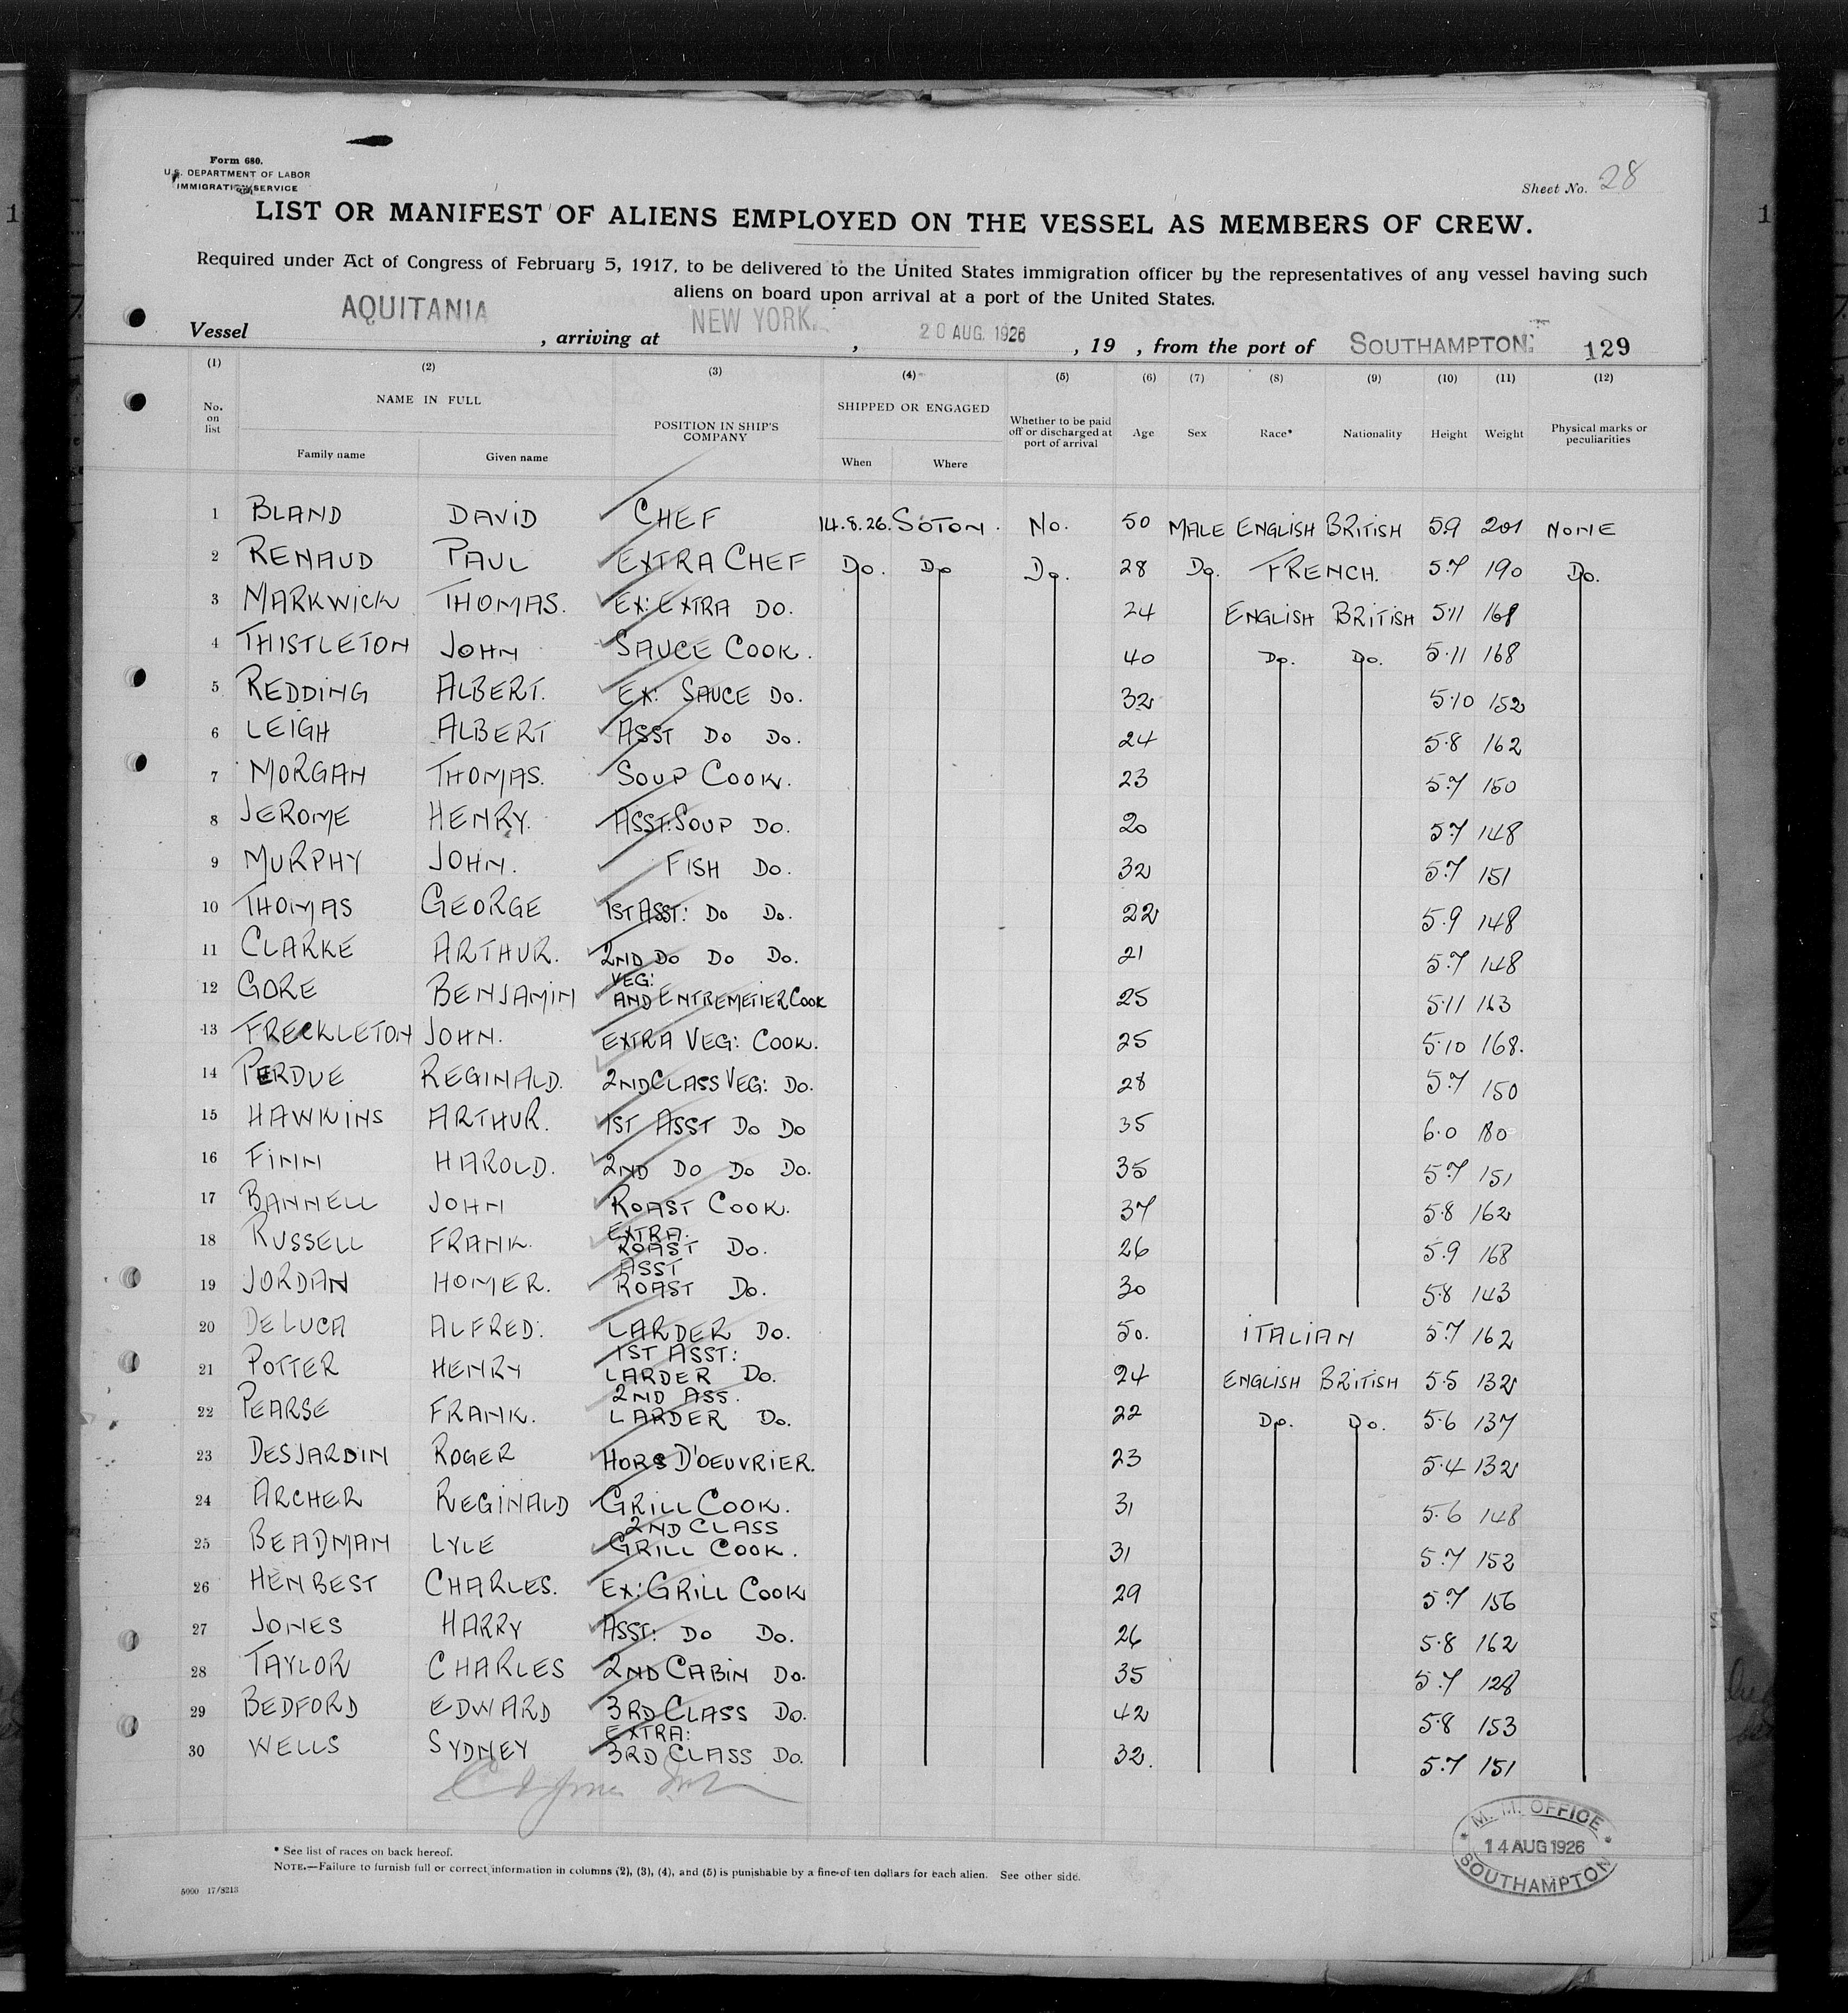 Form 680.
U.S. DEPARTMENT OF LABOR
IMMIGRATION SERVICE
Sheet No. 28
LIST OR MANIFEST OF ALIENS EMPLOYED ON THE VESSEL AS MEMBERS OF CREW.
Required under Act of Congress of February 5, 1917, to be delivered to the United States immigration officer by the representatives of any vessel having such
aliens on board upon arrival at a port of the United States.
Vessel AQUITANIA, arriving at NEW YORK, 20 AUG. 1926, 19 , from the port of SOUTHAMPTON. 129
(1) (2) (3) (4) (5) (6) (7) (8) (9) (10) (11) (12)
No. on list NAME IN FULL Family name Given name POSITION IN SHIP'S COMPANY SHIPPED OR ENGAGED When Where Whether to be paid off or discharged at port of arrival Age Sex Race* Nationality Height Weight Physical marks or peculiarities
1 BLAND DAVID CHEF 14.8.26. SOTON. NO. 50 MALE ENGLISH BRITISH 5.9 201 NONE
2 RENAUD PAUL EXTRA CHEF DO. DO DO. 28 DO. FRENCH. 5.7 190 DO.
3 MARKWICK THOMAS. EX: EXTRA DO. 24 ENGLISH BRITISH 5.11 168
4 THISTLETON JOHN SAUCE COOK. 40 DO. DO. 5.11 168
5 REDDING ALBERT. EX: SAUCE DO. 32 5.10 152
6 LEIGH ALBERT ASST DO DO. 24 5.8 162
7 MORGAN THOMAS. SOUP COOK. 23 5.7 150
8 JEROME HENRY. ASST: SOUP DO. 20 5.7 148
9 MURPHY JOHN. FISH DO. 32 5.7 151
10 THOMAS GEORGE 1ST ASST: DO DO. 22 5.9 148
11 CLARKE ARTHUR. 2ND DO DO DO. 21 5.7 148
12 GORE BENJAMIN VEG: AND ENTREMETIER COOK 25 5.11 163
13 FRECKLETON JOHN. EXTRA VEG: COOK. 25 5.10 168.
14 PERDUE REGINALD. 2ND CLASS VEG: DO. 28 5.7 150
15 HAWKINS ARTHUR. 1ST ASST DO DO 35 6.0 180
16 FINN HAROLD. 2ND DO DO DO. 35 5.7 151
17 BANNELL JOHN ROAST COOK. 37 5.8 162
18 RUSSELL FRANK. EXTRA: ROAST DO. 26 5.9 168
19 JORDAN HOMER. ASST ROAST DO. 30 5.8 143
20 DE LUCA ALFRED. LARDER DO. 50. ITALIAN 5.7 162
21 POTTER HENRY 1ST ASST: LARDER DO. 24 ENGLISH BRITISH 5.5 132
22 PEARSE FRANK. 2ND ASS. LARDER DO. 22 DO. DO. 5.6 137
23 DESJARDIN ROGER HORS D'OEUVRIER. 23 5.4 132
24 ARCHER REGINALD GRILL COOK. 31 5.6 148
25 BEADMAN LYLE 2ND CLASS GRILL COOK. 31 5.7 152
26 HENBEST CHARLES. EX: GRILL COOK 29 5.7 156
27 JONES HARRY ASST: DO DO. 26 5.8 162
28 TAYLOR CHARLES 2ND CABIN DO. 35 5.7 128
29 BEDFORD EDWARD 3RD CLASS DO. 42 5.8 153
30 WELLS SYDNEY EXTRA: 3RD CLASS DO. 32. 5.7 151
M. M. OFFICE
14 AUG 1926
SOUTHAMPTON
* See list of races on back hereof.
NOTE.—Failure to furnish full or correct information in columns (2), (3), (4), and (5) is punishable by a fine of ten dollars for each alien. See other side.
5000 17/8213